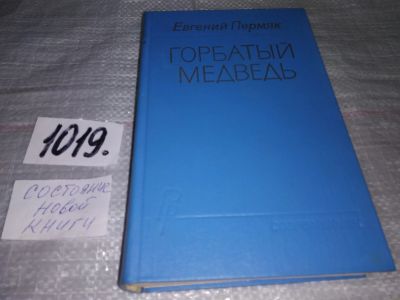 Евгений Пермяк
ГОРБАТЫЙ
МЕДВЕДЬ
1019.
СОСТОЯНИЕ
НОВОЙ
КНИГИ